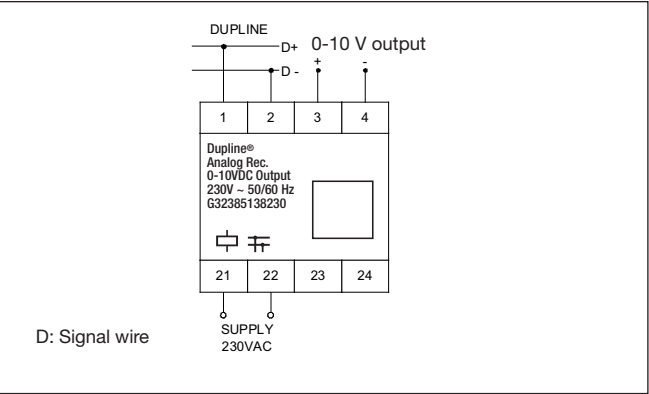 DUPLINE
D+
0-10 V output
D -
+
-
1
2
3
4
Dupline®
Analog Rec.
0-10VDC Output
230V ~ 50/60 Hz
G32385138230
21
22
23
24
D: Signal wire
SUPPLY
230VAC